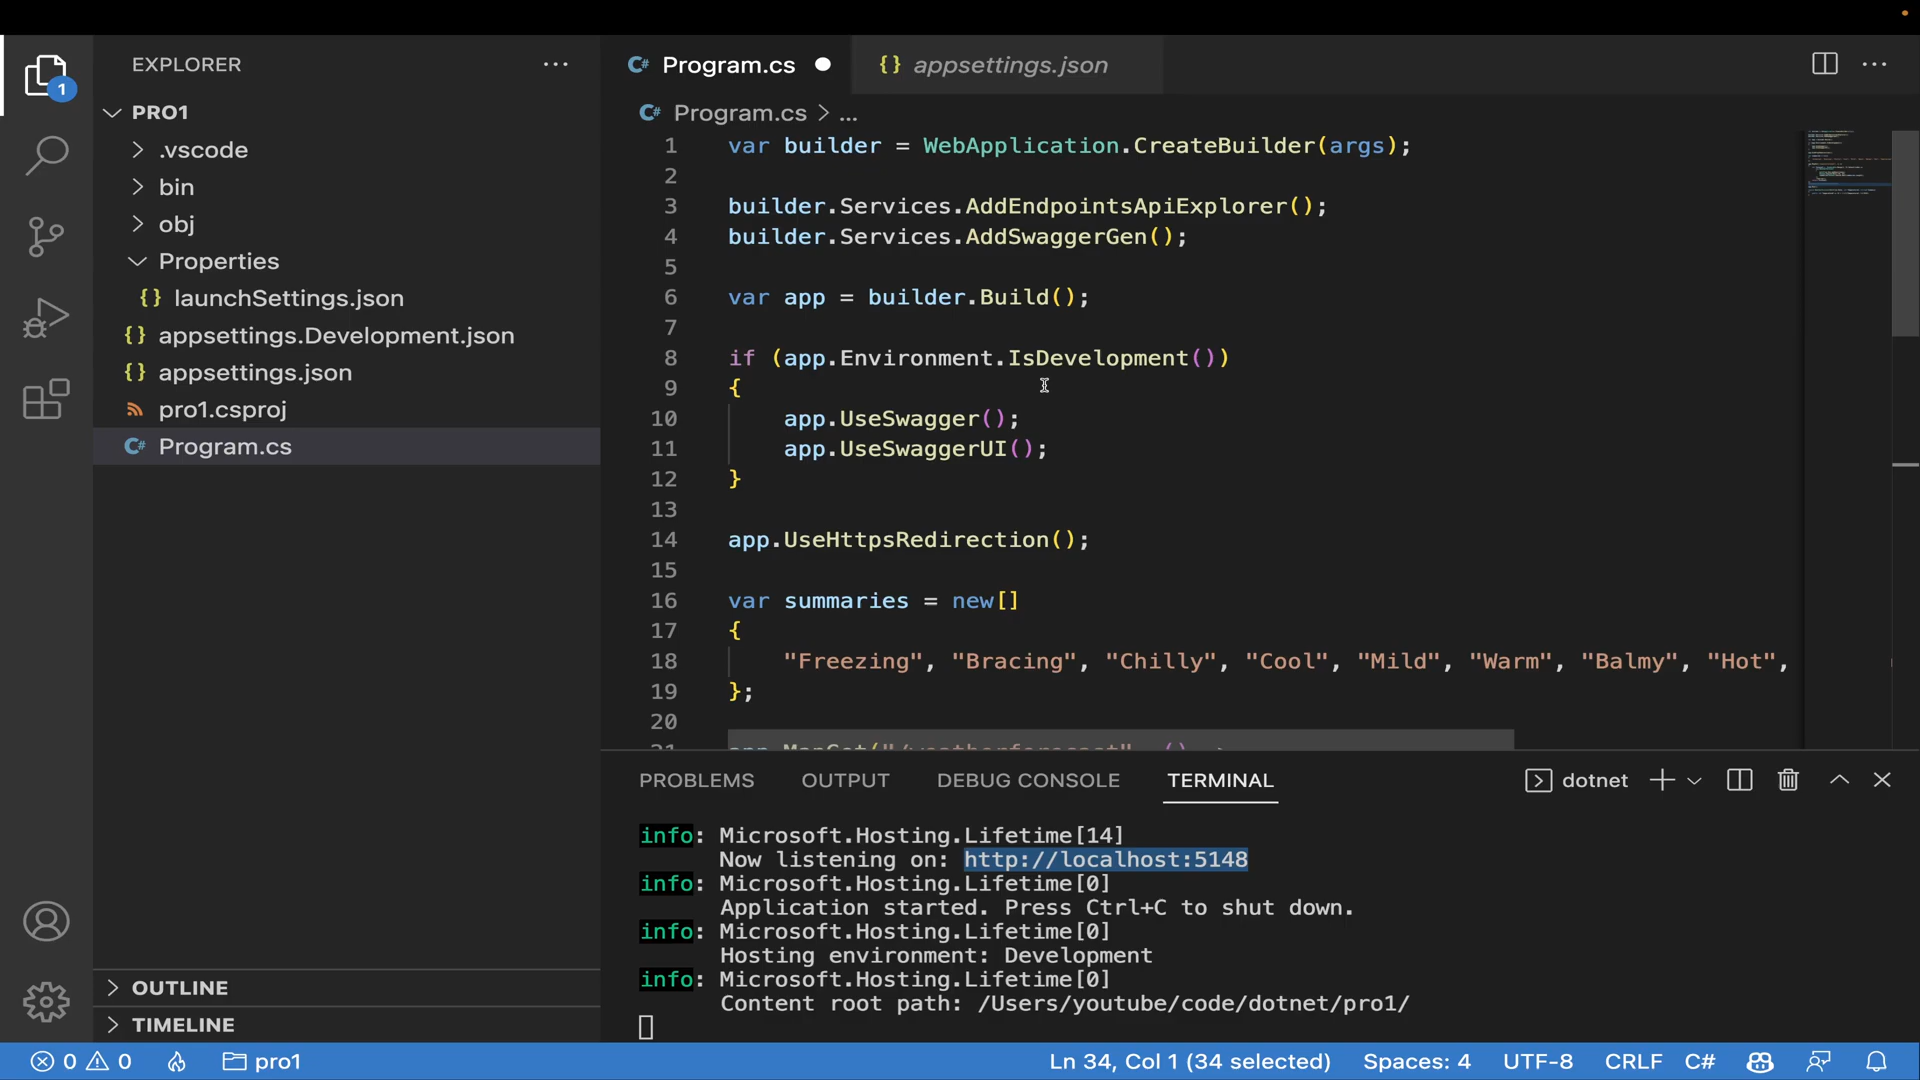 EXPLORER
PRO1
.vscode
bin
obj
Properties
{} launchSettings.json
{} appsettings.Development.json
{} appsettings.json
pro1.csproj
C# Program.cs
OUTLINE
TIMELINE
1
C# Program.cs
{} appsettings.json
C# Program.cs > ...
1 var builder = WebApplication.CreateBuilder(args);
2
3 builder.Services.AddEndpointsApiExplorer();
4 builder.Services.AddSwaggerGen();
5
6 var app = builder.Build();
7
8 if (app.Environment.IsDevelopment())
9 {
10 app.UseSwagger();
11 app.UseSwaggerUI();
12 }
13
14 app.UseHttpsRedirection();
15
16 var summaries = new[]
17 {
18 "Freezing", "Bracing", "Chilly", "Cool", "Mild", "Warm", "Balmy", "Hot",
19 };
20
21 app.MapGet("/weatherforecast", () =>
PROBLEMS OUTPUT DEBUG CONSOLE TERMINAL dotnet
info: Microsoft.Hosting.Lifetime[14]
Now listening on: http://localhost:5148
info: Microsoft.Hosting.Lifetime[0]
Application started. Press Ctrl+C to shut down.
info: Microsoft.Hosting.Lifetime[0]
Hosting environment: Development
info: Microsoft.Hosting.Lifetime[0]
Content root path: /Users/youtube/code/dotnet/pro1/
0 0 pro1 Ln 34, Col 1 (34 selected) Spaces: 4 UTF-8 CRLF C#